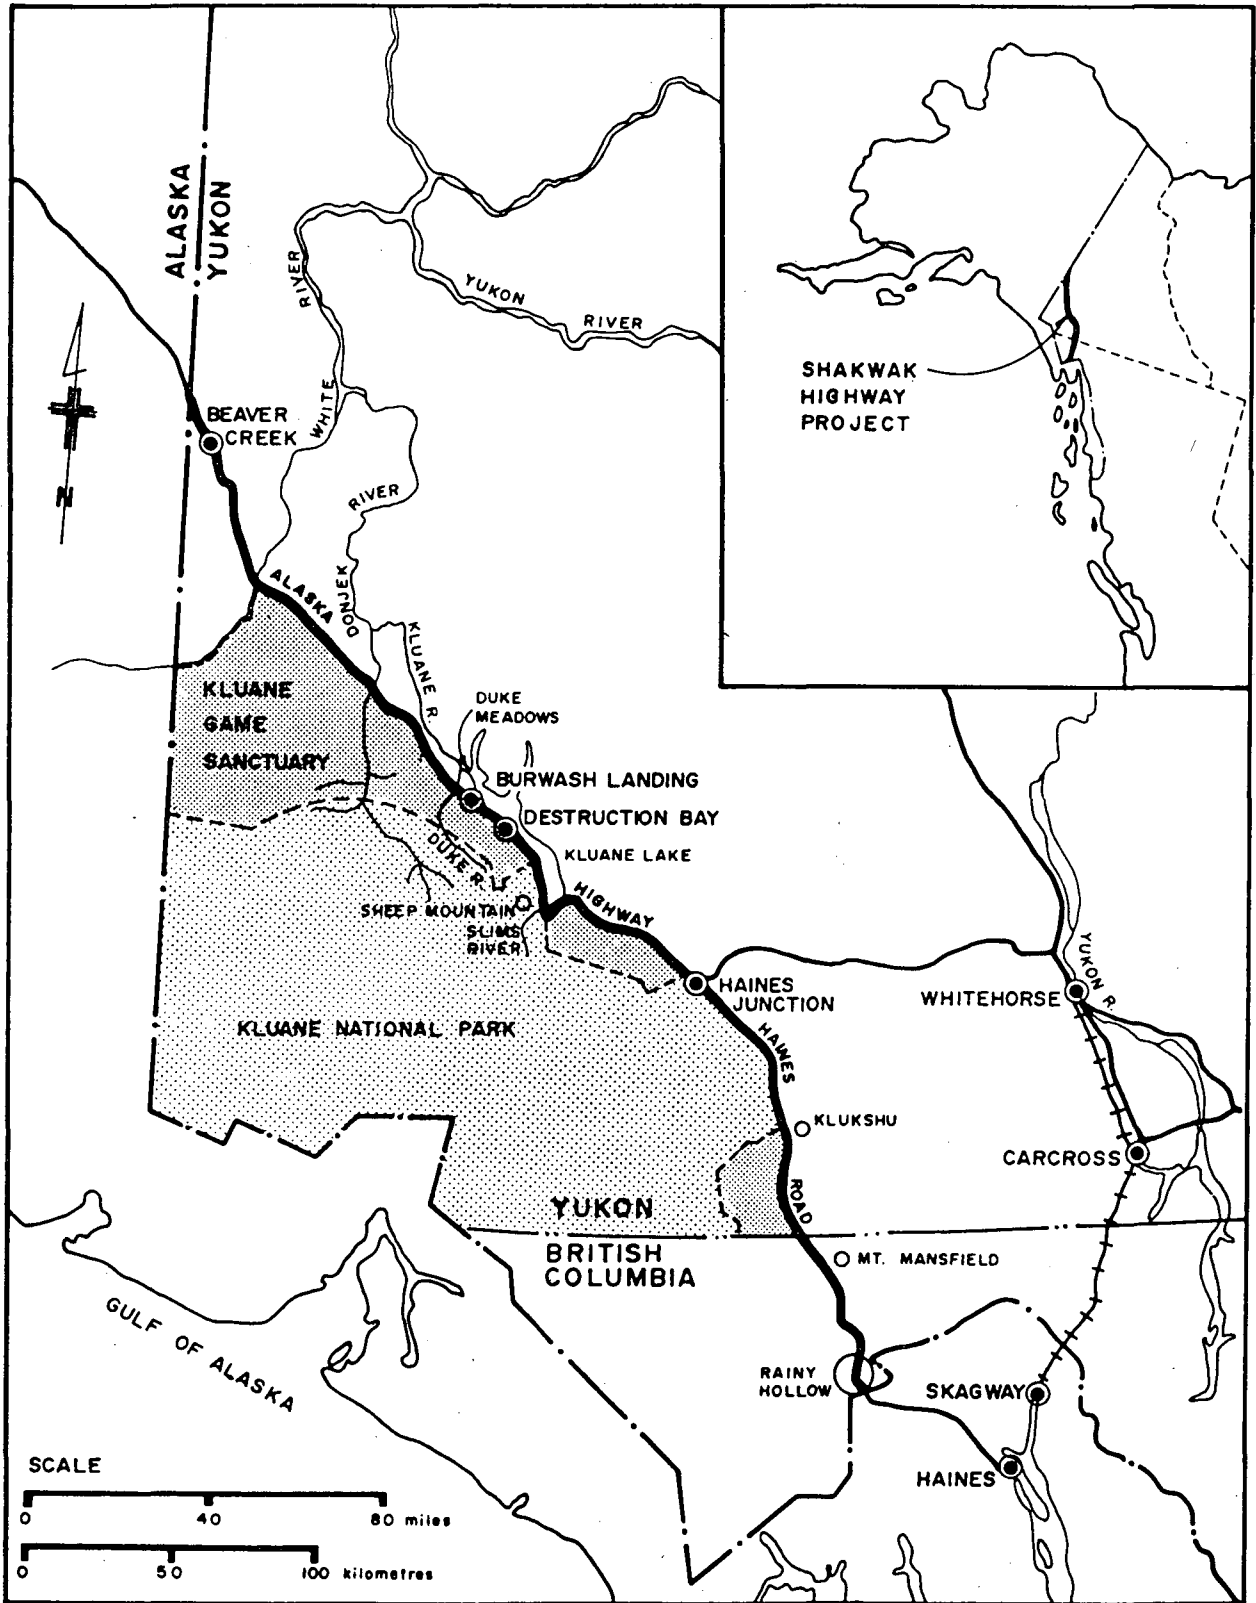 ALASKA
YUKON
RIVER
WHITE
YUKON
RIVER
SHAKWAK
HIGHWAY
PROJECT
BEAVER
CREEK
N
RIVER
DONJEK
ALASKA
KLUANE R.
DUKE
MEADOWS
KLUANE
GAME
SANCTUARY
BURWASH LANDING
DESTRUCTION BAY
DUKE R.
KLUANE LAKE
HIGHWAY
SHEEP MOUNTAIN
SLIMS
RIVER
HAINES
JUNCTION
WHITEHORSE
YUKON R.
KLUANE NATIONAL PARK
HAINES
KLUKSHU
CARCROSS
ROAD
YUKON
BRITISH
COLUMBIA
MT. MANSFIELD
GULF OF ALASKA
RAINY
HOLLOW
SKAGWAY
HAINES
SCALE
0 40 80 miles
0 50 100 kilometres